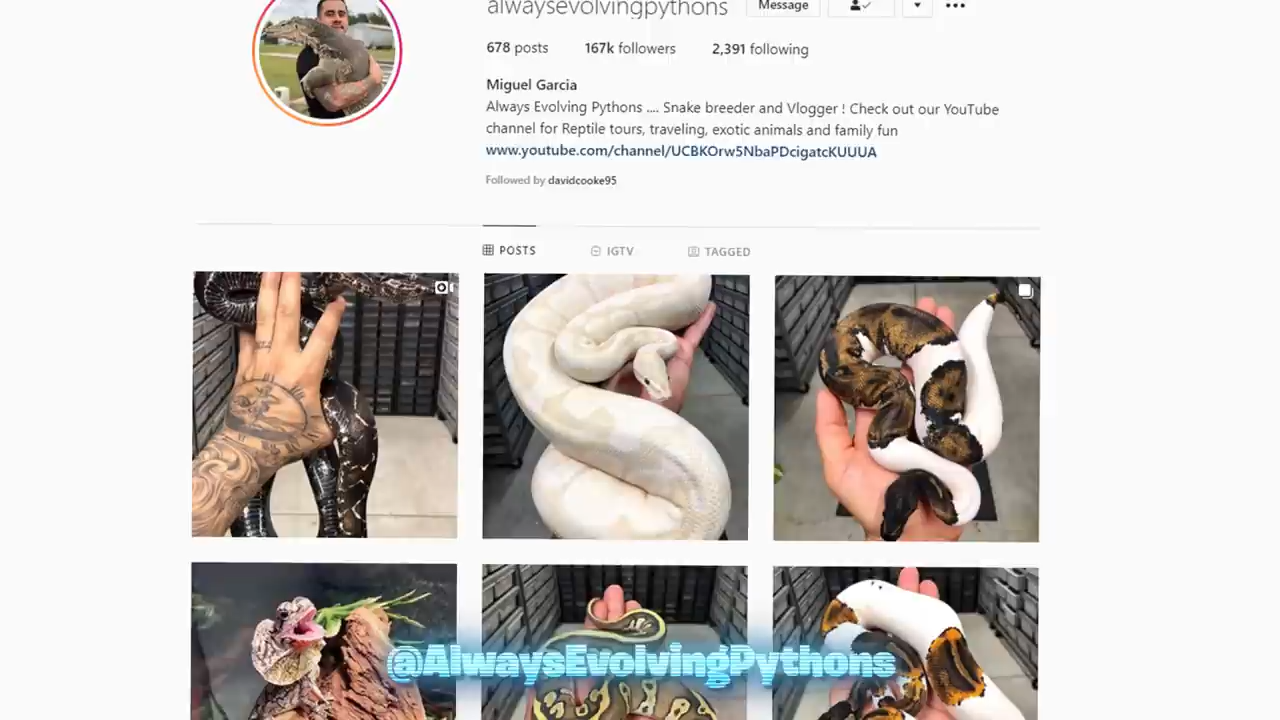 alwaysevolvingpythons Message
678 posts 167k followers 2,391 following
Miguel Garcia
Always Evolving Pythons .... Snake breeder and Vlogger ! Check out our YouTube
channel for Reptile tours, traveling, exotic animals and family fun
www.youtube.com/channel/UCBKOrw5NbaPDcigatcKUUUA
Followed by davidcooke95
POSTS IGTV TAGGED
@AlwaysEvolvingPythons